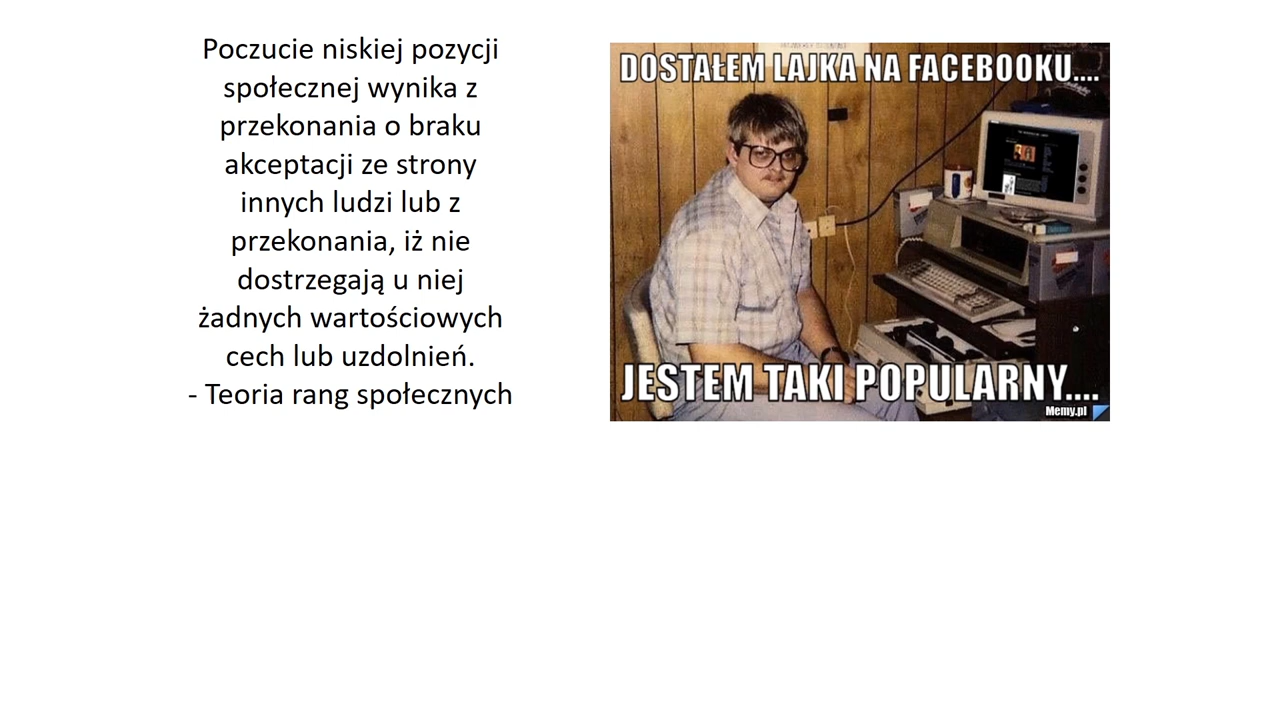 Poczucie niskiej pozycji
społecznej wynika z
przekonania o braku
akceptacji ze strony
innych ludzi lub z
przekonania, iż nie
dostrzegają u niej
żadnych wartościowych
cech lub uzdolnień.
- Teoria rang społecznych
DOSTAŁEM LAJKA NA FACEBOOKU....
JESTEM TAKI POPULARNY....
Memy.pl